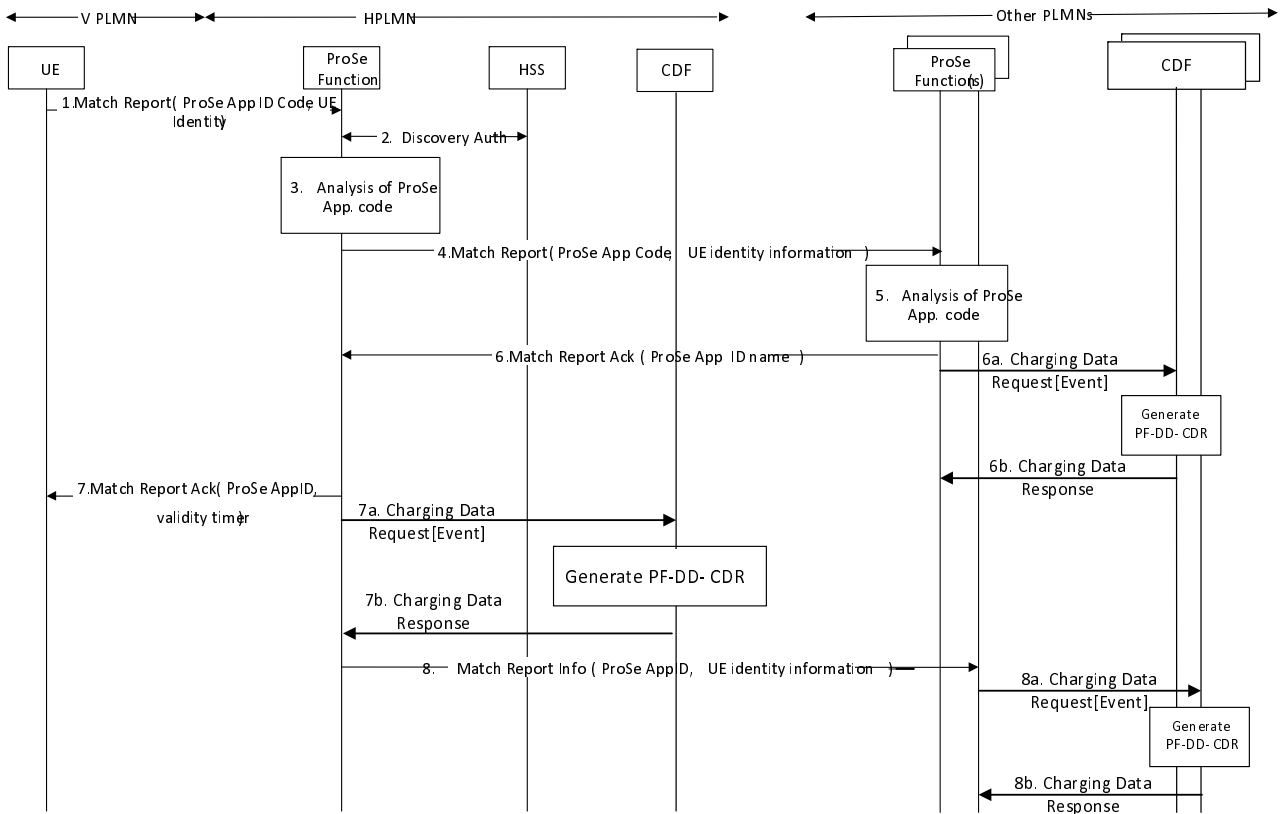 V PLMN
HPLMN
Other PLMNs
UE
ProSe
Function
HSS
CDF
ProSe
Function(s)
CDF
1.Match Report( ProSe App ID Code, UE
Identity)
2. Discovery Auth
3. Analysis of ProSe
App. code
4.Match Report( ProSe App Code, UE identity information )
5. Analysis of ProSe
App. code
6.Match Report Ack ( ProSe App ID name )
6a. Charging Data
Request[Event]
Generate
PF-DD- CDR
6b. Charging Data
Response
7.Match Report Ack( ProSe AppID,
validity timer)
7a. Charging Data
Request[Event]
Generate PF-DD- CDR
7b. Charging Data
Response
8. Match Report Info ( ProSe AppID, UE identity information )
8a. Charging Data
Request[Event]
Generate
PF-DD- CDR
8b. Charging Data
Response